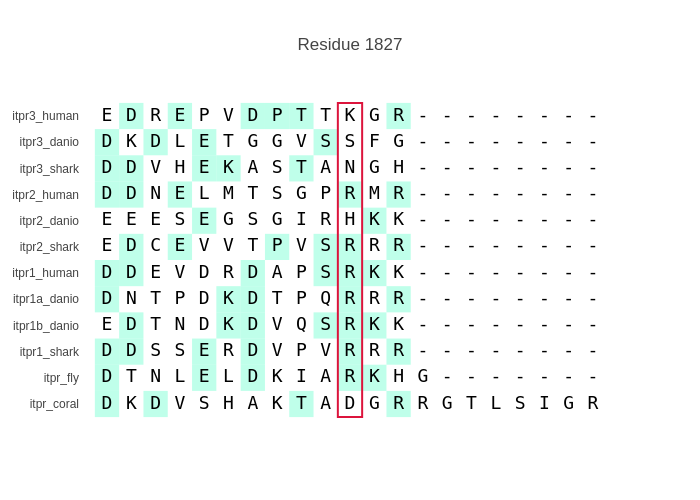 Residue 1827
itpr3_human E D R E P V D P T T K G R - - - - - - - -
itpr3_danio D K D L E T G G V S S F G - - - - - - - -
itpr3_shark D D V H E K A S T A N G H - - - - - - - -
itpr2_human D D N E L M T S G P R M R - - - - - - - -
itpr2_danio E E E S E G S G I R H K K - - - - - - - -
itpr2_shark E D C E V V T P V S R R R - - - - - - - -
itpr1_human D D E V D R D A P S R K K - - - - - - - -
itpr1a_danio D N T P D K D T P Q R R R - - - - - - - -
itpr1b_danio E D T N D K D V Q S R K K - - - - - - - -
itpr1_shark D D S S E R D V P V R R R - - - - - - - -
itpr_fly D T N L E L D K I A R K H G - - - - - - -
itpr_coral D K D V S H A K T A D G R R G T L S I G R